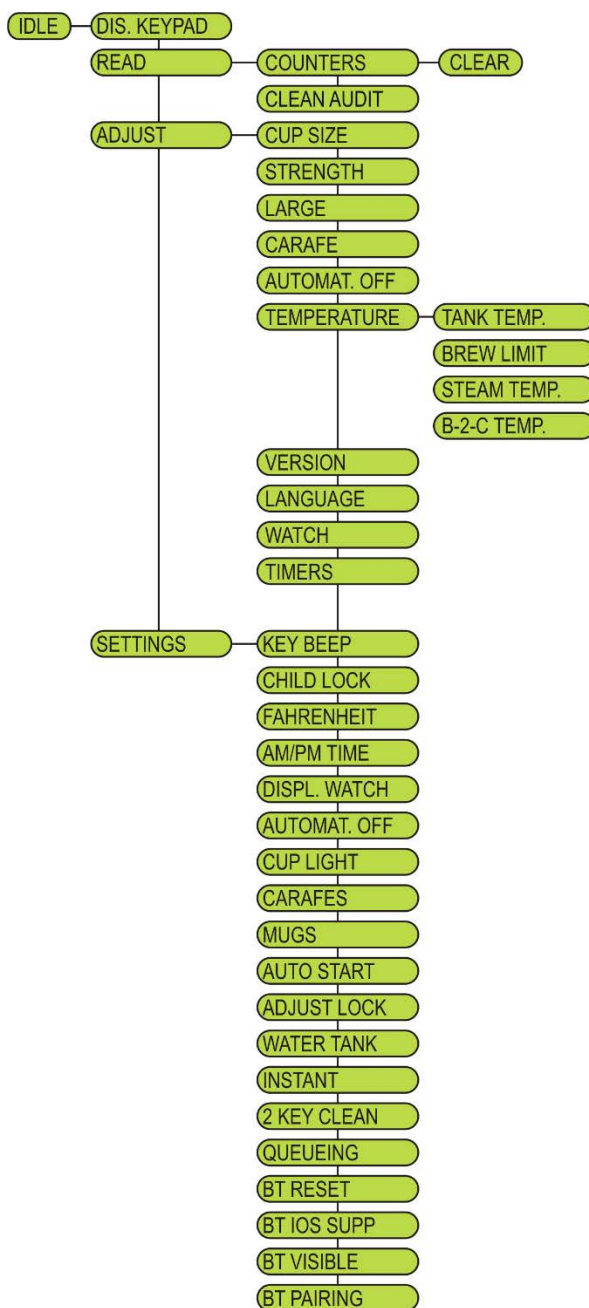 IDLE DIS. KEYPAD
READ COUNTERS CLEAR
CLEAN AUDIT
ADJUST CUP SIZE
STRENGTH
LARGE
CARAFE
AUTOMAT. OFF
TEMPERATURE TANK TEMP.
BREW LIMIT
STEAM TEMP.
B-2-C TEMP.
VERSION
LANGUAGE
WATCH
TIMERS
SETTINGS KEY BEEP
CHILD LOCK
FAHRENHEIT
AM/PM TIME
DISPL. WATCH
AUTOMAT. OFF
CUP LIGHT
CARAFES
MUGS
AUTO START
ADJUST LOCK
WATER TANK
INSTANT
2 KEY CLEAN
QUEUEING
BT RESET
BT IOS SUPP
BT VISIBLE
BT PAIRING